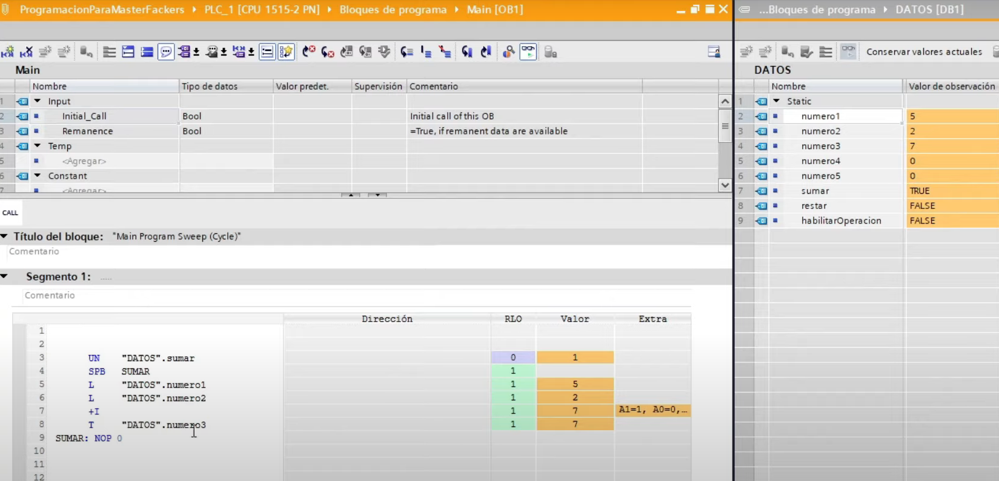 ProgramacionParaMasterFackers ▸ PLC_1 [CPU 1515-2 PN] ▸ Bloques de programa ▸ Main [OB1]
Main
Nombre Tipo de datos Valor predet. Supervisión Comentario
1 Input
2 Initial_Call Bool Initial call of this OB
3 Remanence Bool =True, if remanent data are available
4 Temp
5 <Agregar>
6 Constant
7 <Agregar>
CALL
Título del bloque: "Main Program Sweep (Cycle)"
Comentario
Segmento 1: .....
Comentario
Dirección RLO Valor Extra
1
2
3 UN "DATOS".sumar 0 1
4 SPB SUMAR 1
5 L "DATOS".numero1 1 5
6 L "DATOS".numero2 1 2
7 +I 1 7 A1=1, A0=0,...
8 T "DATOS".numero3 1 7
9 SUMAR: NOP 0
10
11
12
...Bloques de programa ▸ DATOS [DB1]
Conservar valores actuales
DATOS
Nombre Valor de observación
1 Static
2 numero1 5
3 numero2 2
4 numero3 7
5 numero4 0
6 numero5 0
7 sumar TRUE
8 restar FALSE
9 habilitarOperacion FALSE